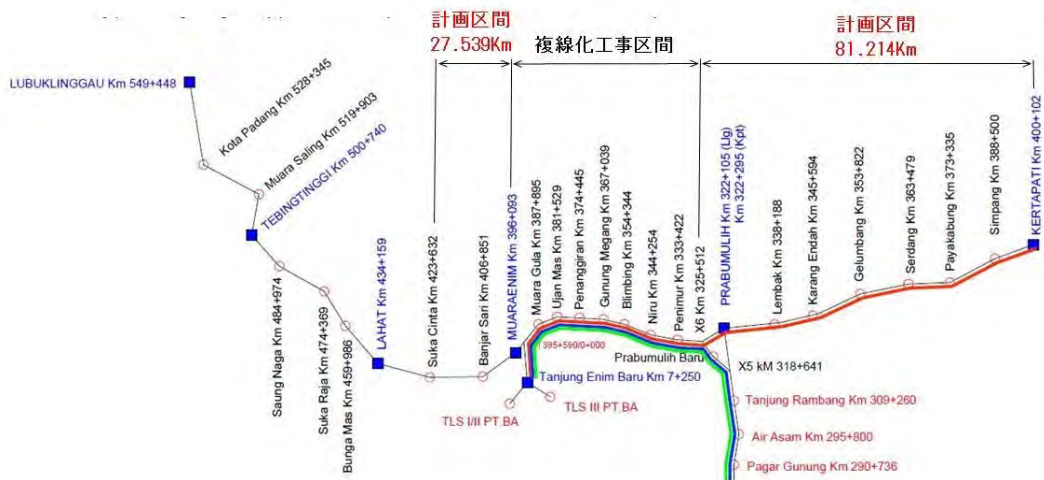 計画区間
27.539Km
複線化工事区間
計画区間
81.214Km
LUBUKLINGGAU Km 549+448
Kota Padang Km 528+345
Muara Saling Km 519+903
TEBINGTINGGI Km 500+740
Saung Naga Km 484+974
Suka Raja Km 474+369
Bunga Mas Km 459+986
LAHAT Km 434+159
Suka Cinta Km 423+632
Banjar Sari Km 406+851
MUARAENIM Km 396+093
Muara Gula Km 387+895
Ujan Mas KM 381+529
Penanggiran Km 374+445
Gunung Megang Km 367+039
Blimbing Km 354+344
Niru KM 344+254
Penimur Km 333+422
X6 Km 325+512
PRABUMULIH Km 322+105 (Llg)
Km 322+295 (Kpt)
Lembak KM 338+188
Karang Endah KM 345+594
Gelumbang Km 353+822
Serdang KM 363+479
Payakabung KM 373+335
Simpang KM 388+500
KERTAPATI Km 400+102
395+590/0+000
Prabumulih Baru
Tanjung Enim Baru Km 7+250
TLS I/II PT.BA
TLS III PT.BA
X5 kM 318+641
Tanjung Rambang KM 309+260
Air Asam KM 295+800
Pagar Gunung KM 290+736